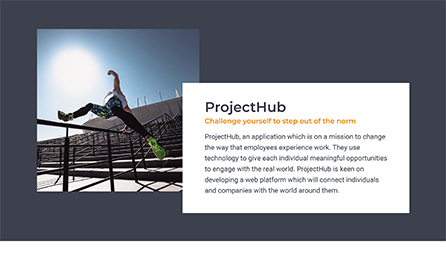 ProjectHub
Challenge yourself to step out of the norm
ProjectHub, an application which is on a mission to change
the way that employees experience work. They use
technology to give each individual meaningful opportunities
to engage with the real world. ProjectHub is keen on
developing a web platform which will connect individuals
and companies with the world around them.